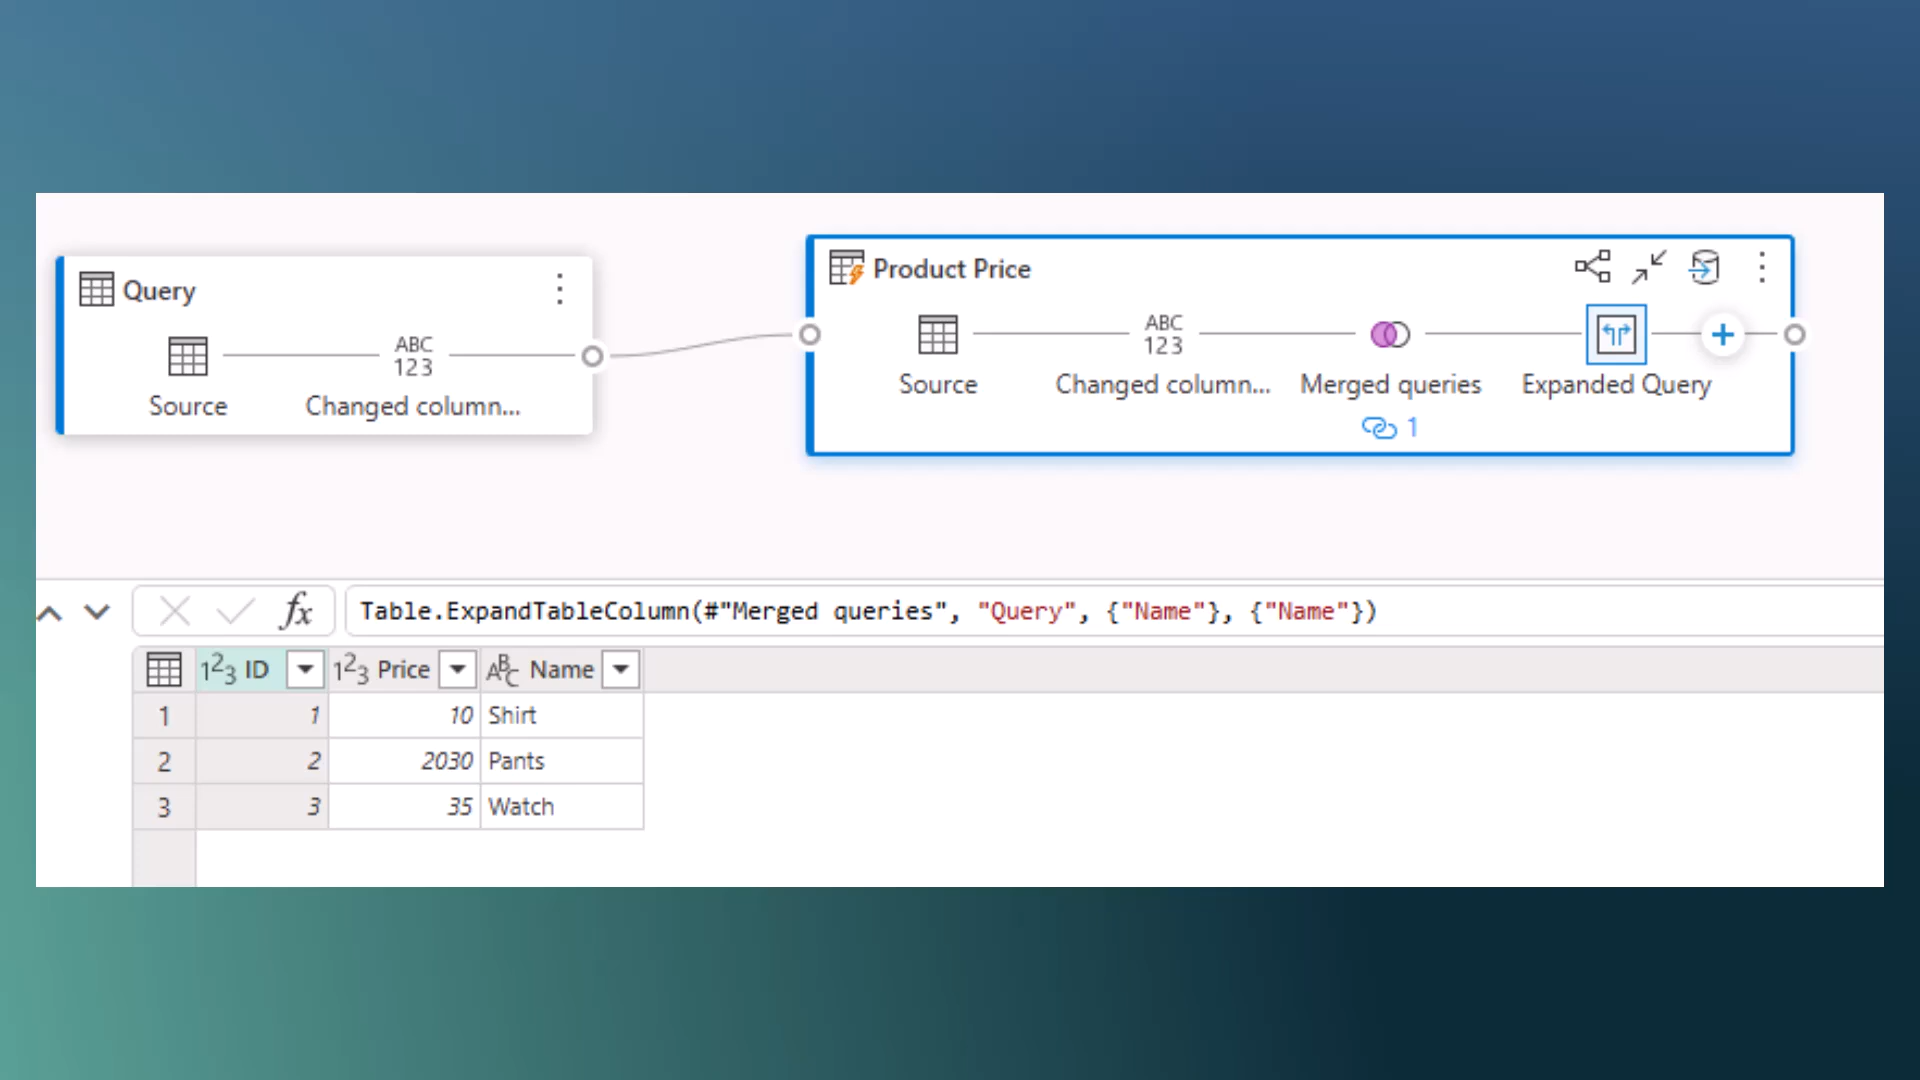 Query
ABC
123
Source
Changed column...
Product Price
ABC
123
Source
Changed column...
Merged queries
Expanded Query
1
fx
Table.ExpandTableColumn(#"Merged queries", "Query", {"Name"}, {"Name"})
123 ID
123 Price
ABC Name
1 1 10 Shirt
2 2 2030 Pants
3 3 35 Watch